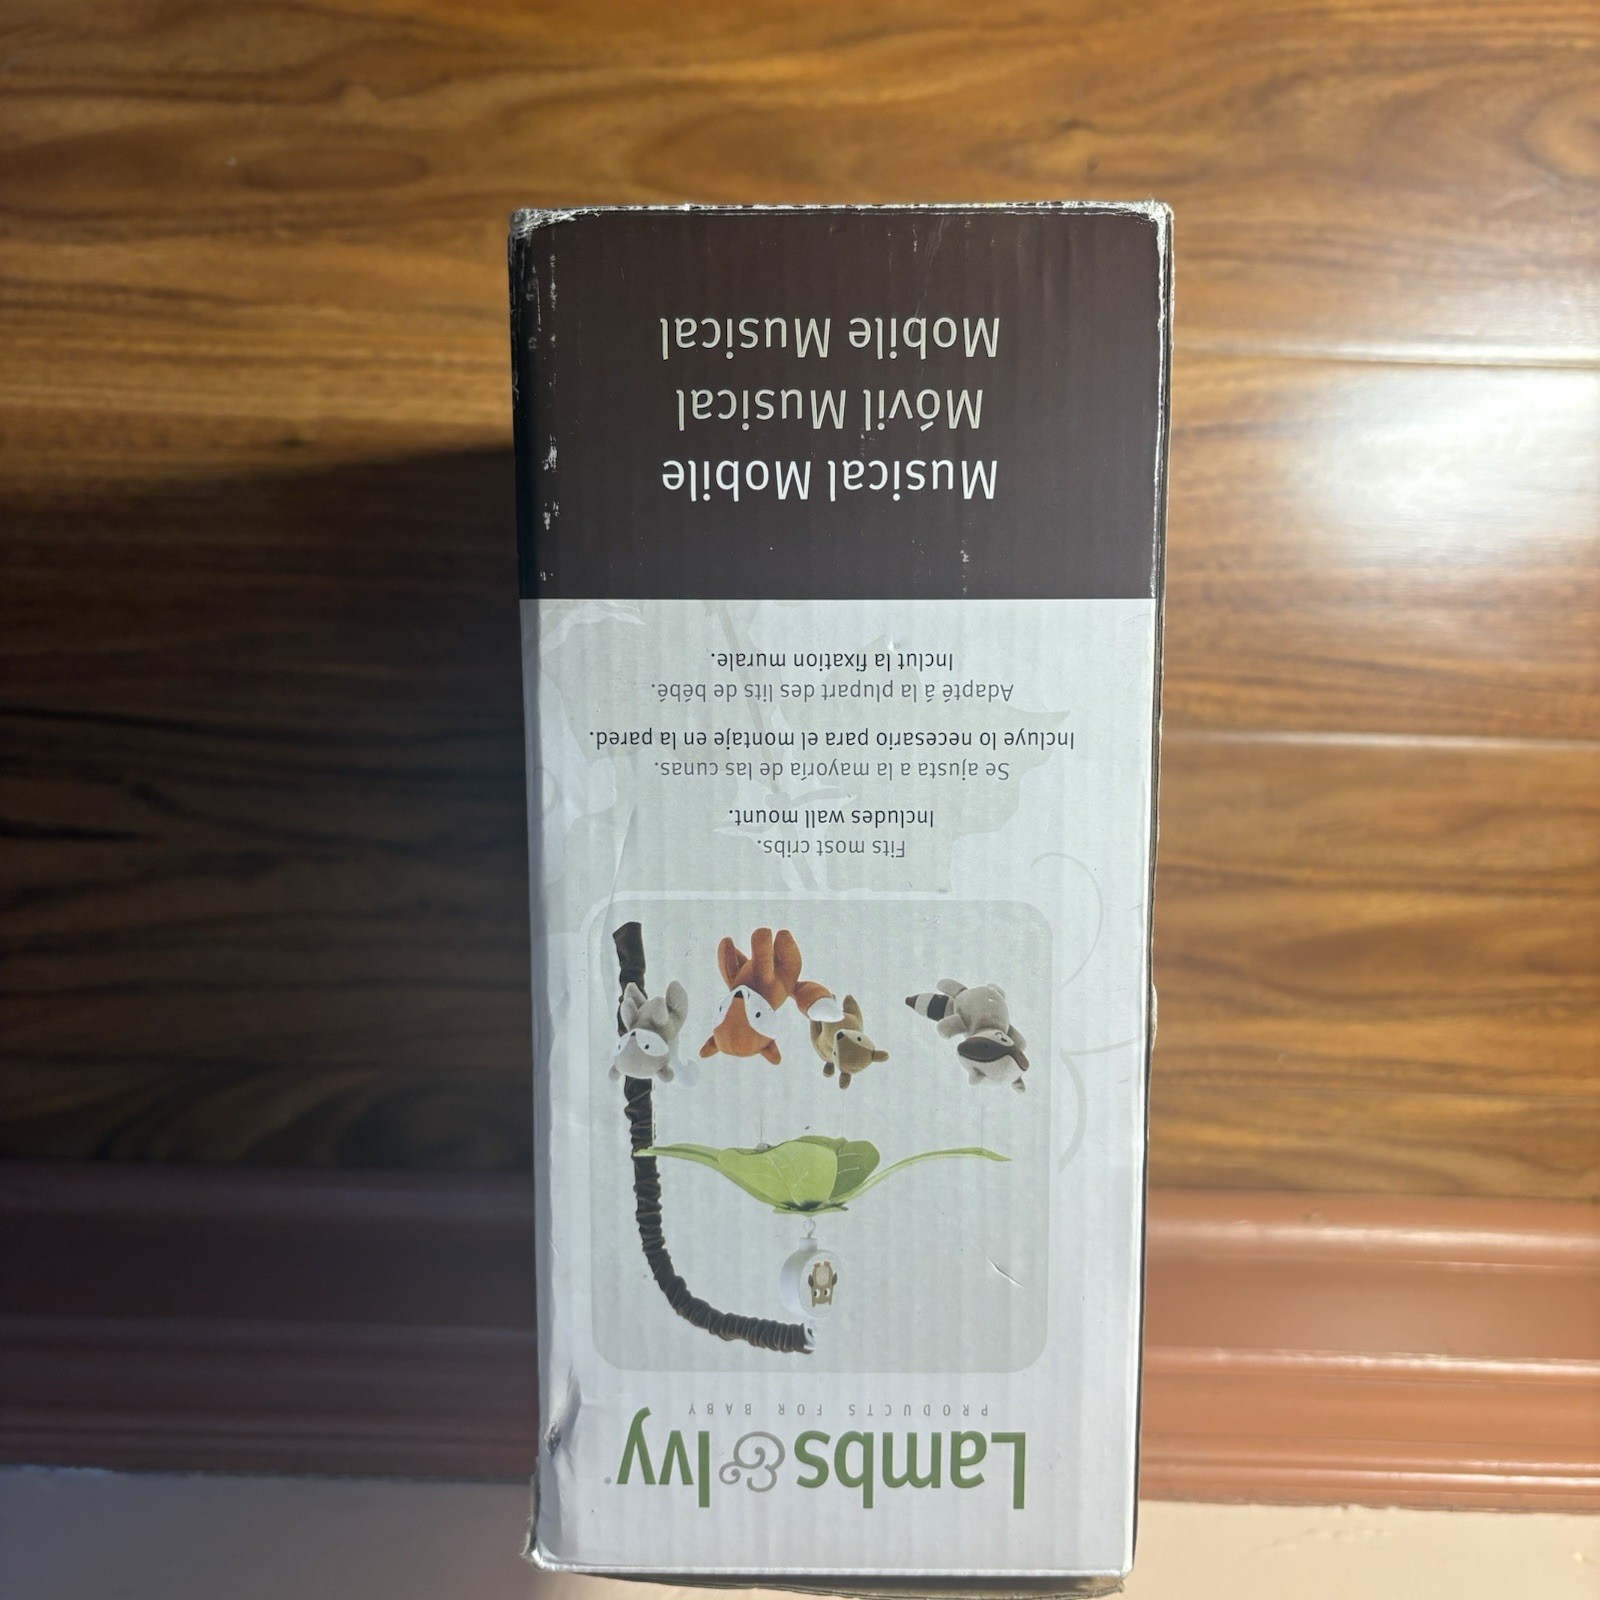 Lambs & Ivy®
PRODUCTS FOR BABY
Fits most cribs.
Includes wall mount.
Se ajusta a la mayoría de las cunas.
Incluye lo necesario para el montaje en la pared.
Adapté á la plupart des lits de bébé.
Inclut la fixation murale.
Musical Mobile
Móvil Musical
Mobile Musical